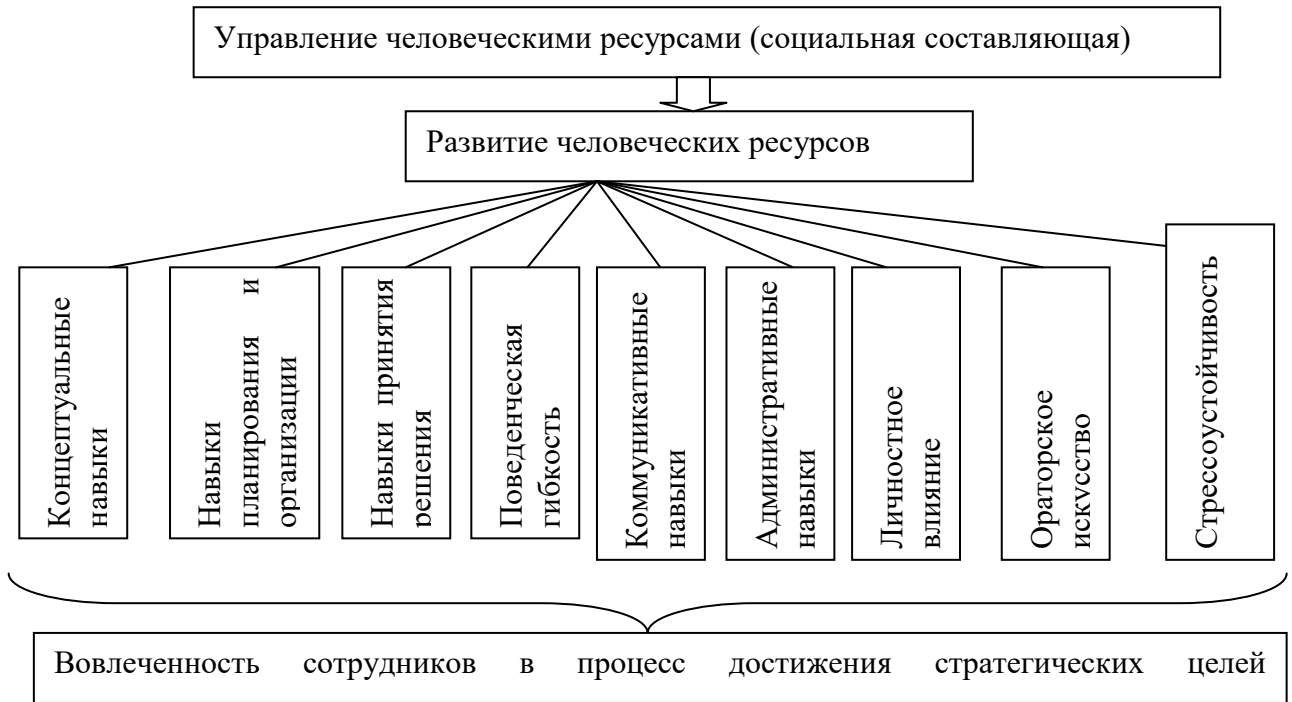 Управление человеческими ресурсами (социальная составляющая)
Развитие человеческих ресурсов
Концептуальные
навыки
Навыки
планирования и
организации
Навыки принятия
решения
Поведенческая
гибкость
Коммуникативные
навыки
Административные
навыки
Личностное
влияние
Ораторское
искусство
Стрессоустойчивость
Вовлеченность сотрудников в процесс достижения стратегических целей